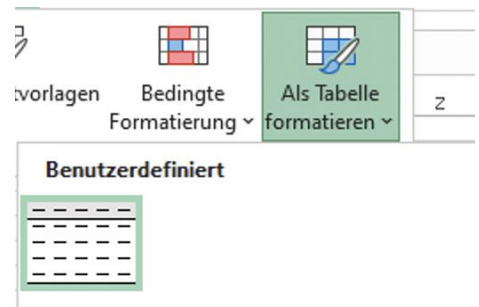 tvorlagen
Bedingte
Formatierung
Als Tabelle
formatieren
Z
Benutzerdefiniert